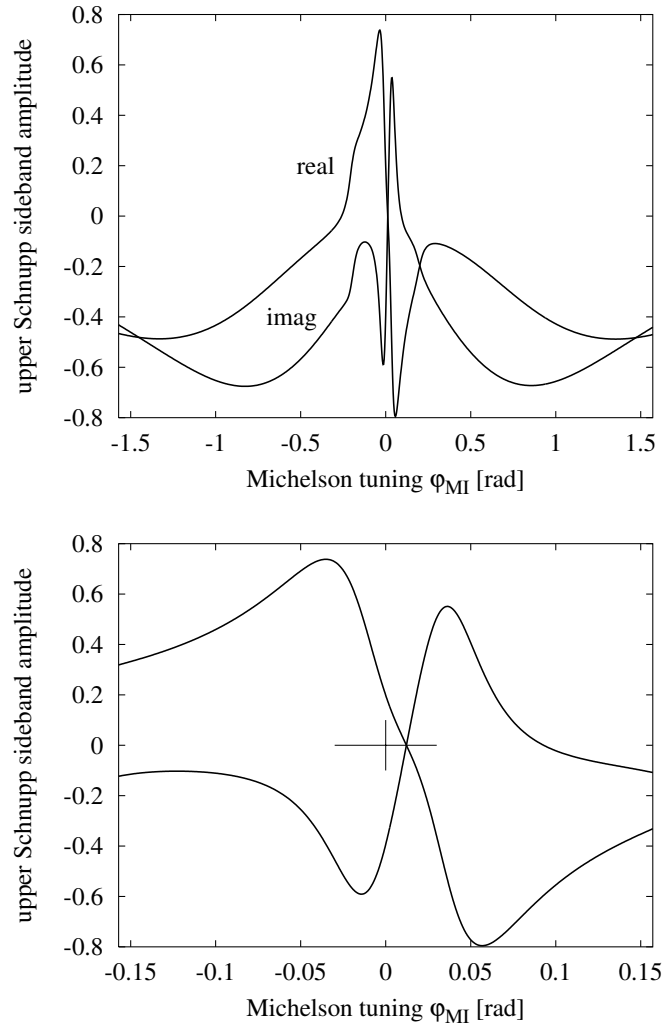 upper Schnupp sideband amplitude
0.8
0.6
0.4
0.2
0
-0.2
-0.4
-0.6
-0.8
real
imag
-1.5 -1 -0.5 0 0.5 1 1.5
Michelson tuning φMI [rad]
upper Schnupp sideband amplitude
0.8
0.6
0.4
0.2
0
-0.2
-0.4
-0.6
-0.8
-0.15 -0.1 -0.05 0 0.05 0.1 0.15
Michelson tuning φMI [rad]